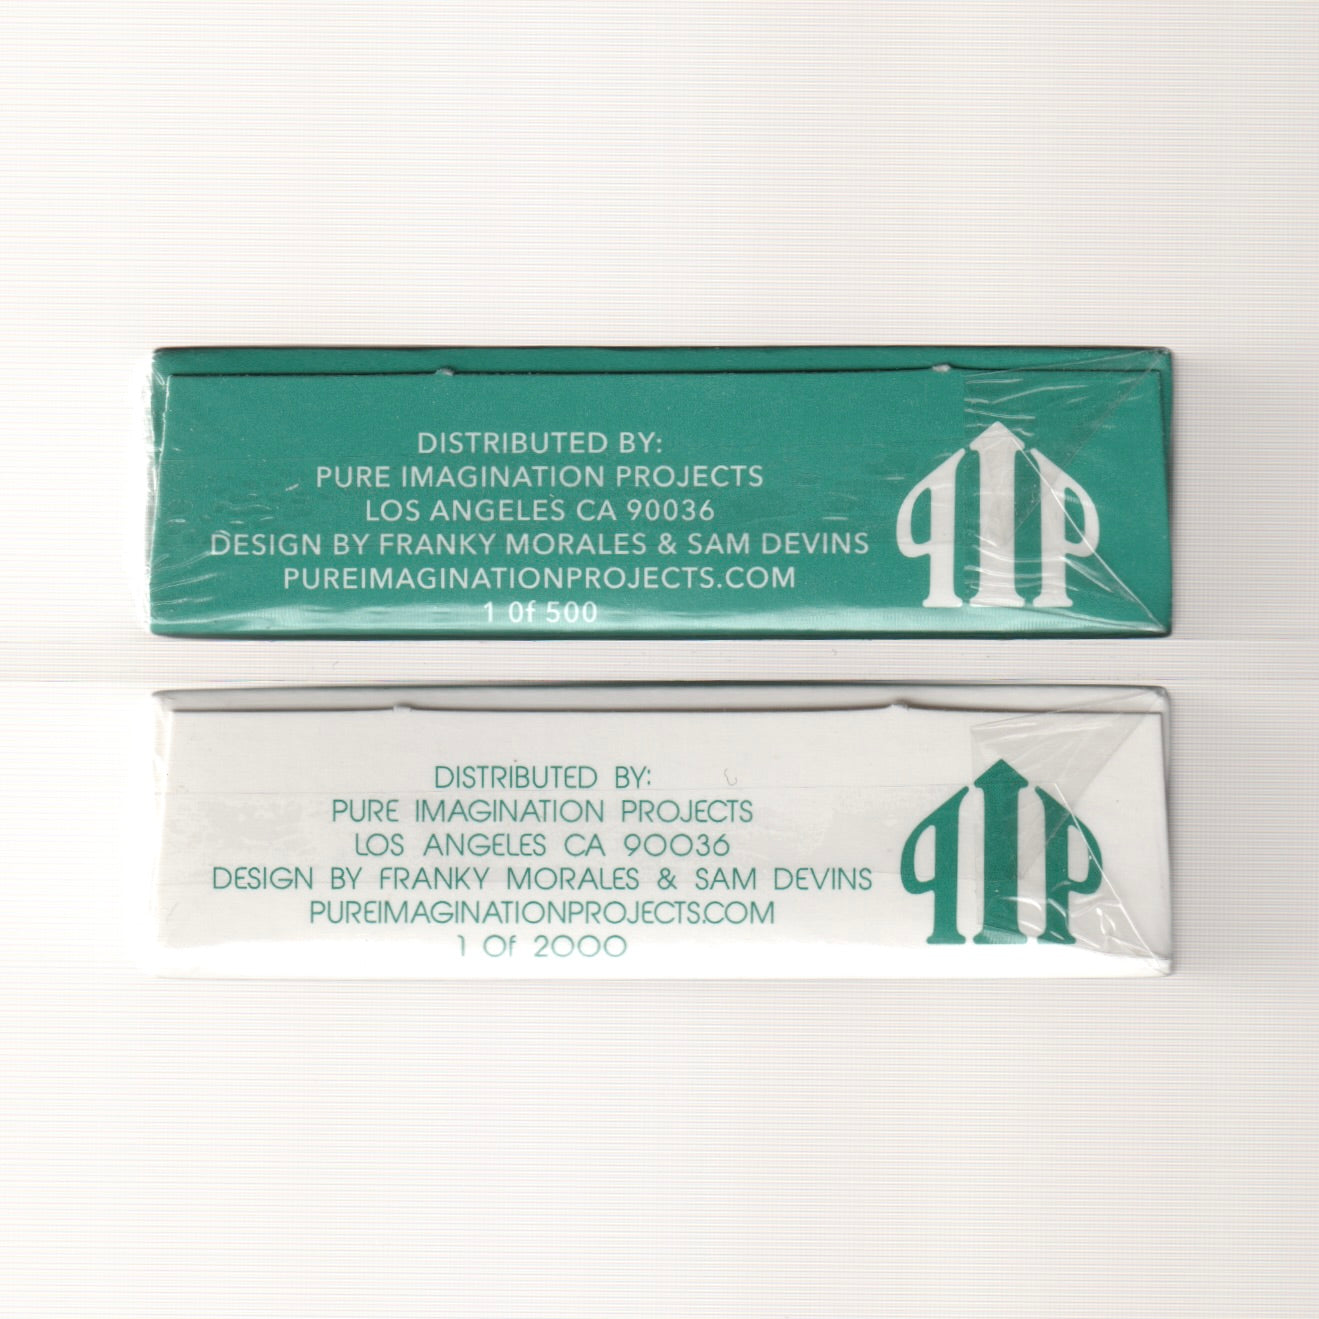 DISTRIBUTED BY:
PURE IMAGINATION PROJECTS
LOS ANGELES CA 90036
DESIGN BY FRANKY MORALES & SAM DEVINS
PUREIMAGINATIONPROJECTS.COM
1 Of 500
PIP
DISTRIBUTED BY:
PURE IMAGINATION PROJECTS
LOS ANGELES CA 90036
DESIGN BY FRANKY MORALES & SAM DEVINS
PUREIMAGINATIONPROJECTS.COM
1 Of 2000
PIP